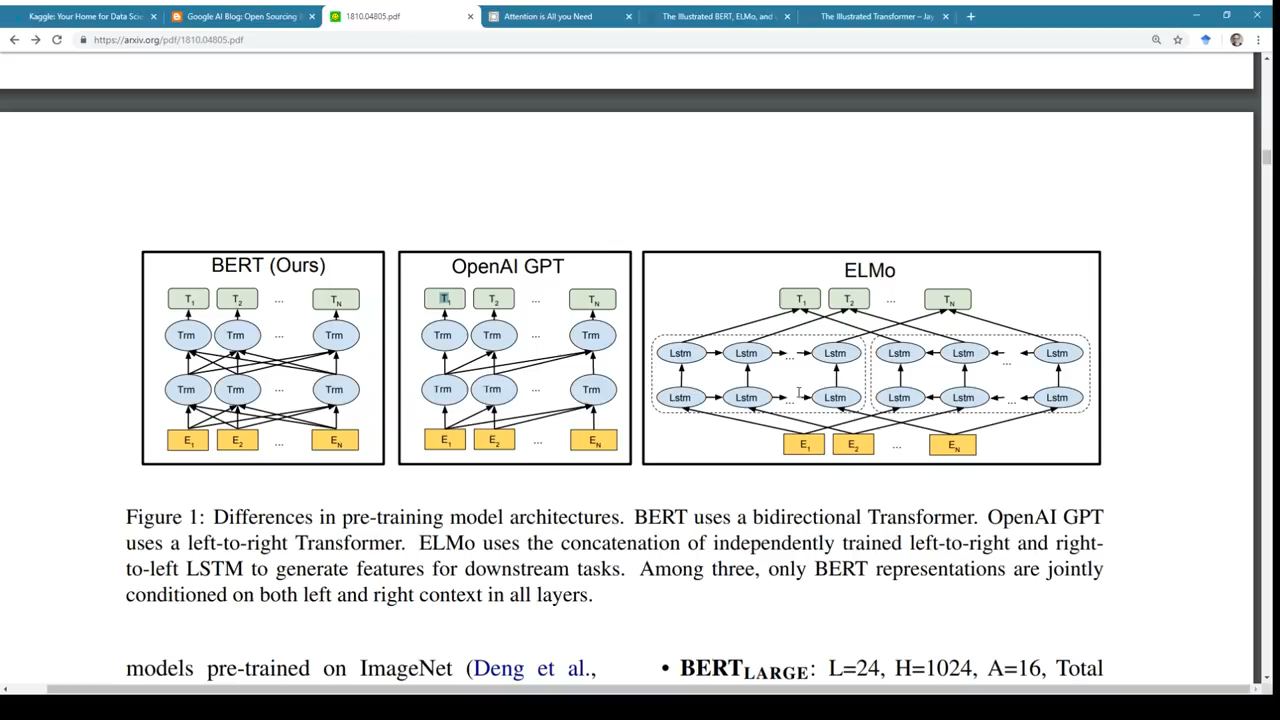 Kaggle: Your Home for Data Scie
Google AI Blog: Open Sourcing
1810.04805.pdf
Attention is All you Need
The Illustrated BERT, ELMo, and
The Illustrated Transformer – Jay
https://arxiv.org/pdf/1810.04805.pdf
BERT (Ours)
T1 T2 ... TN
Trm Trm ... Trm
Trm Trm ... Trm
E1 E2 ... EN
OpenAI GPT
T1 T2 ... TN
Trm Trm ... Trm
Trm Trm ... Trm
E1 E2 ... EN
ELMo
T1 T2 ... TN
Lstm Lstm ... Lstm Lstm Lstm ... Lstm
Lstm Lstm ... Lstm Lstm Lstm ... Lstm
E1 E2 ... EN
Figure 1: Differences in pre-training model architectures. BERT uses a bidirectional Transformer. OpenAI GPT
uses a left-to-right Transformer. ELMo uses the concatenation of independently trained left-to-right and right-
to-left LSTM to generate features for downstream tasks. Among three, only BERT representations are jointly
conditioned on both left and right context in all layers.
models pre-trained on ImageNet (Deng et al.,
• BERTLARGE: L=24, H=1024, A=16, Total